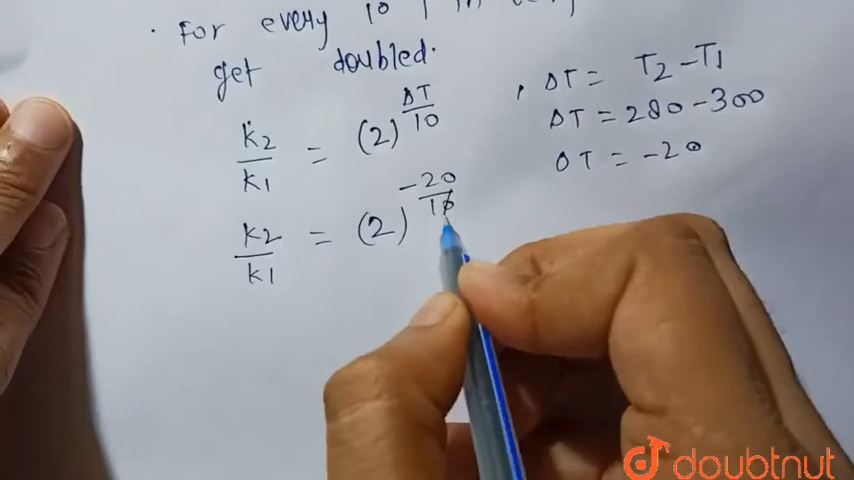 · For every 10
get doubled.
k2/k1 = (2)^ΔT/10
k2/k1 = (2)^-20/10
, ΔT = T2 - T1
ΔT = 280 - 300
ΔT = -20
doubtnut